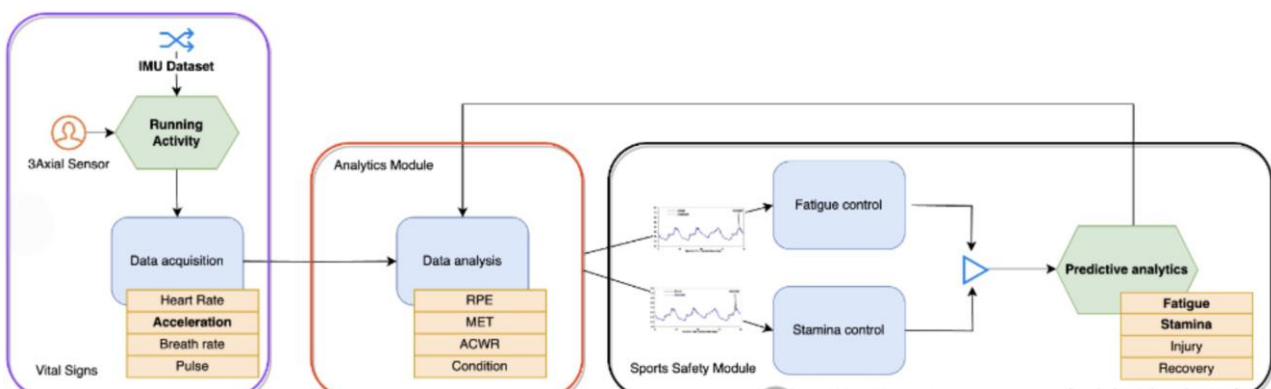 IMU Dataset
Running
Activity
3Axial Sensor
Data acquisition
Heart Rate
Acceleration
Breath rate
Pulse
Vital Signs
Analytics Module
Data analysis
RPE
MET
ACWR
Condition
Fatigue control
Stamina control
Sports Safety Module
Predictive analytics
Fatigue
Stamina
Injury
Recovery